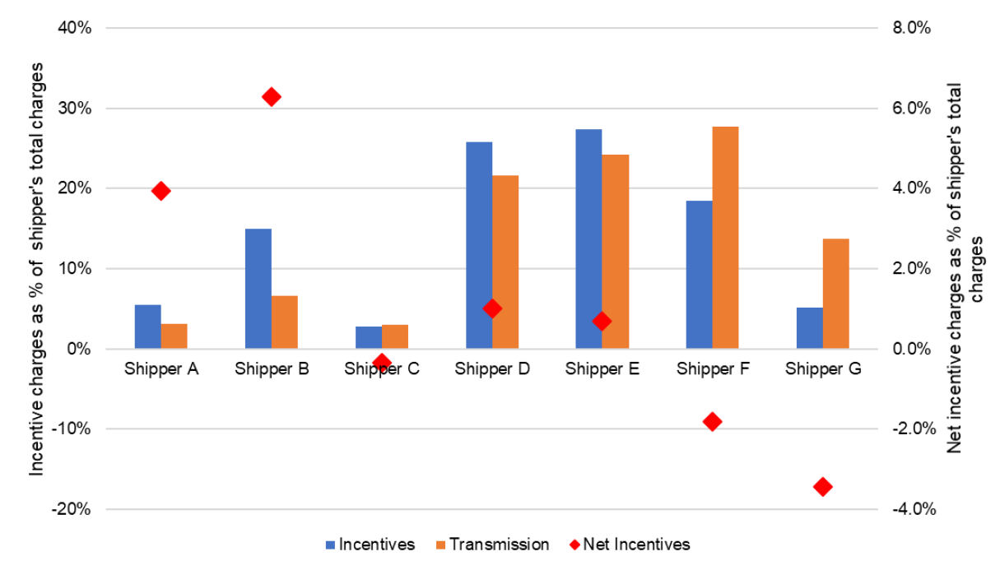 Incentive charges as % of shipper's total charges
40%
30%
20%
10%
0%
-10%
-20%
Shipper A Shipper B Shipper C Shipper D Shipper E Shipper F Shipper G
8.0%
6.0%
4.0%
2.0%
0.0%
-2.0%
-4.0%
Net incentive charges as % of shipper's total
charges
Incentives Transmission Net Incentives